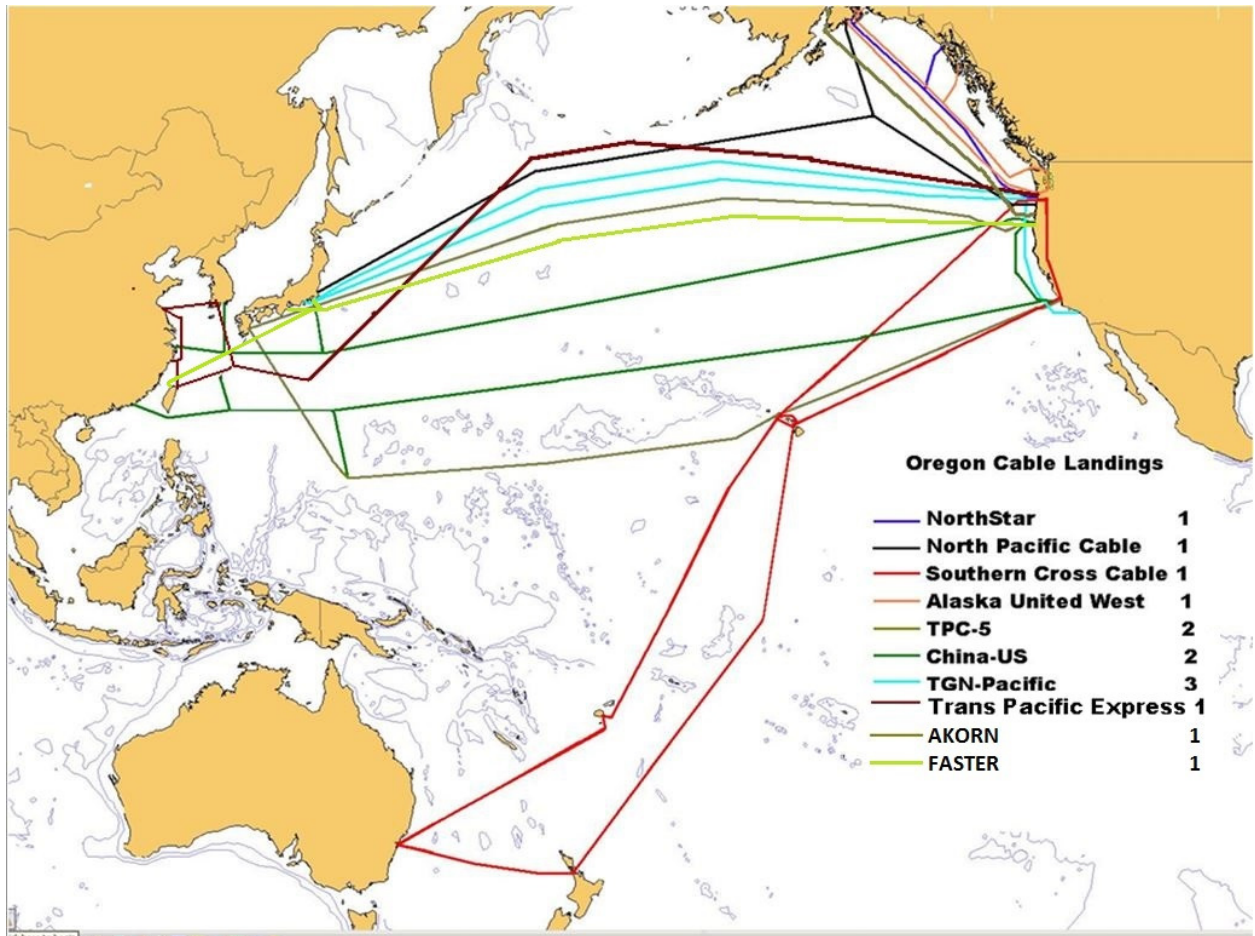 Oregon Cable Landings
NorthStar 1
North Pacific Cable 1
Southern Cross Cable 1
Alaska United West 1
TPC-5 2
China-US 2
TGN-Pacific 3
Trans Pacific Express 1
AKORN 1
FASTER 1